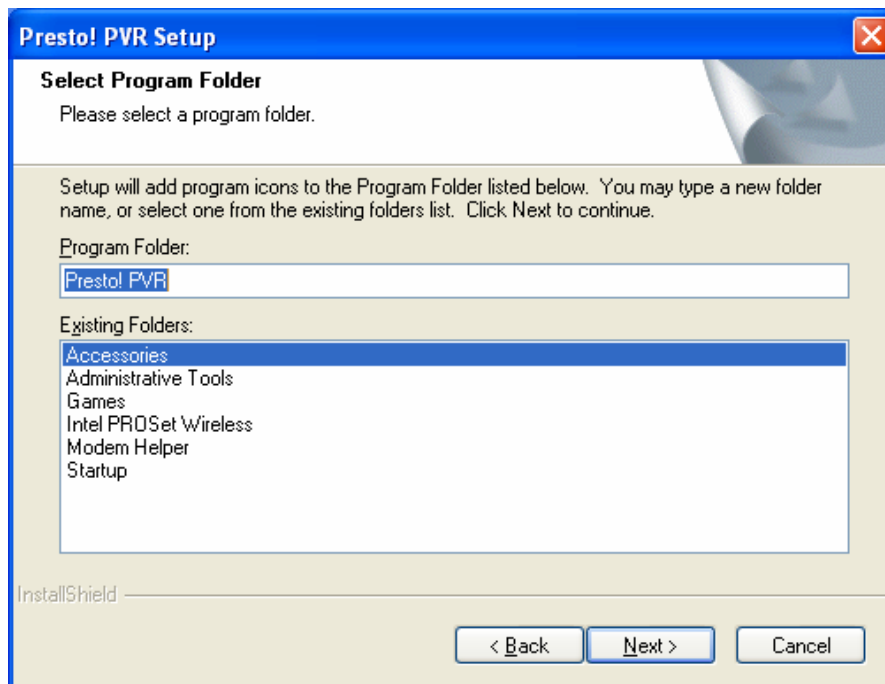 Presto! PVR Setup
Select Program Folder
Please select a program folder.
Setup will add program icons to the Program Folder listed below.  You may type a new folder
name, or select one from the existing folders list.  Click Next to continue.
Program Folder:
Presto! PVR
Existing Folders:
Accessories
Administrative Tools
Games
Intel PROSet Wireless
Modem Helper
Startup
InstallShield
< Back
Next >
Cancel